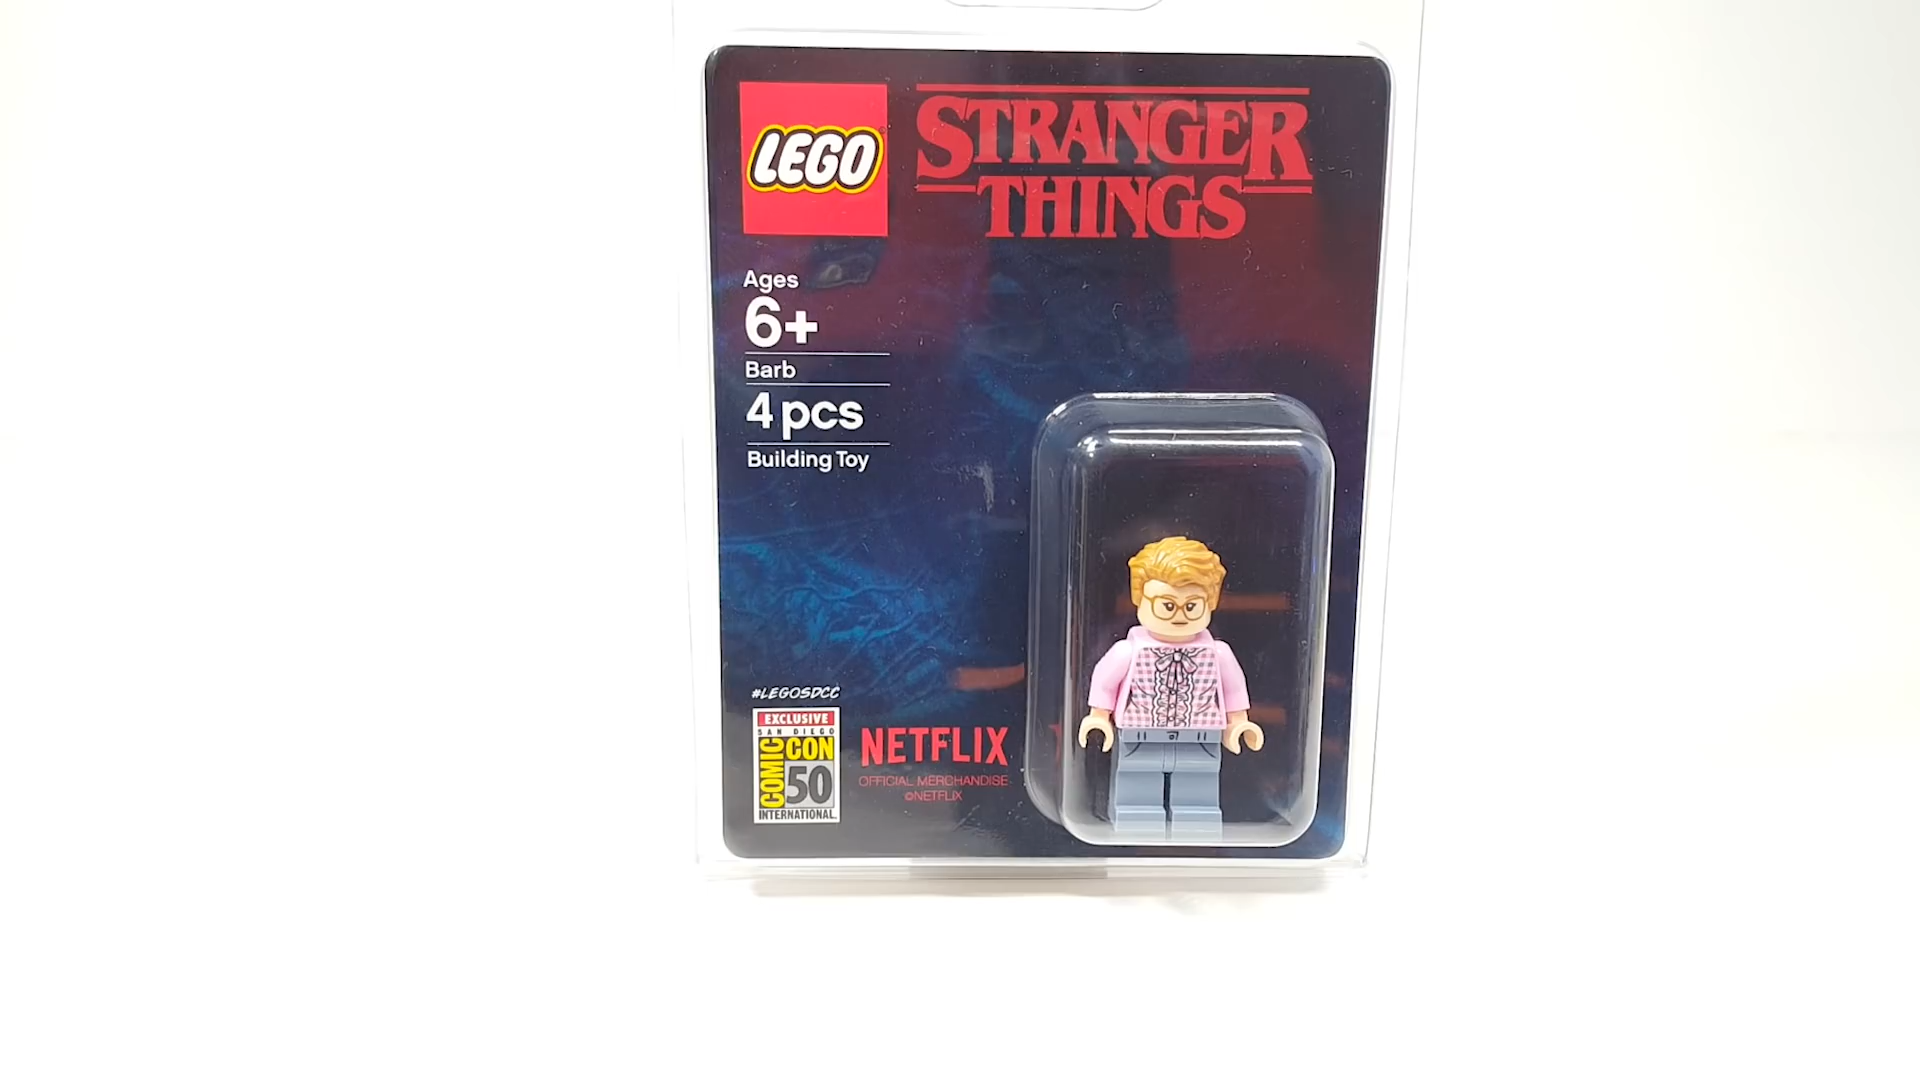 LEGO
STRANGER
THINGS
Ages
6+
Barb
4 pcs
Building Toy
#LEGOSDCC
EXCLUSIVE
SAN DIEGO
COMIC CON
50
INTERNATIONAL.
NETFLIX
OFFICIAL MERCHANDISE
©NETFLIX